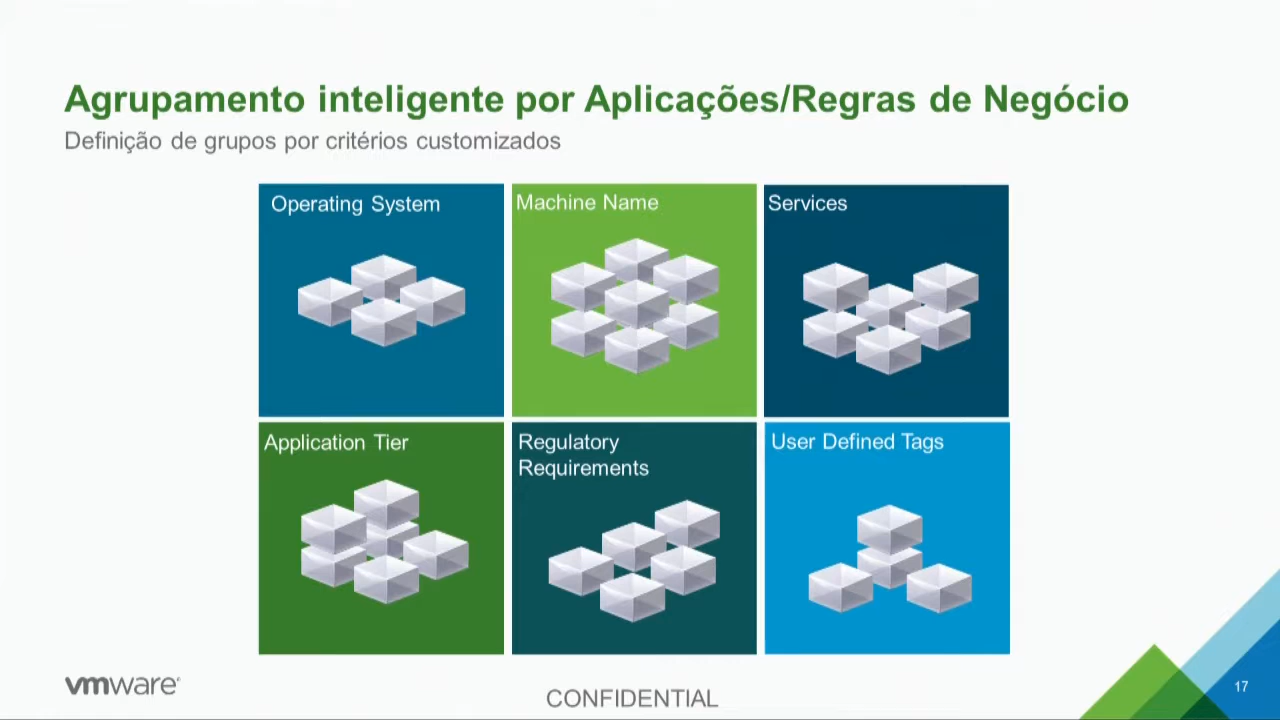 Agrupamento inteligente por Aplicações/Regras de Negócio
Definição de grupos por critérios customizados
Operating System
Machine Name
Services
Application Tier
Regulatory
Requirements
User Defined Tags
vmware
CONFIDENTIAL
17